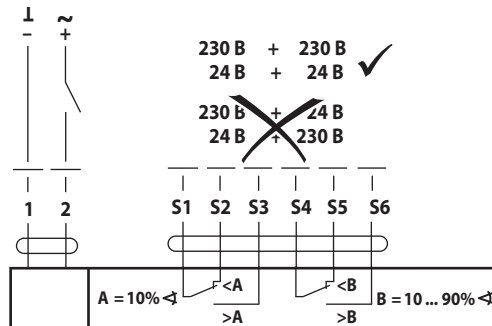 ⊥ ~
– +
230 В + 230 В
24 В + 24 В ✓
230 В + 24 В
24 В + 230 В
1 2 S1 S2 S3 S4 S5 S6
A = 10% ∢ <A <B B = 10 ... 90% ∢
>A >B